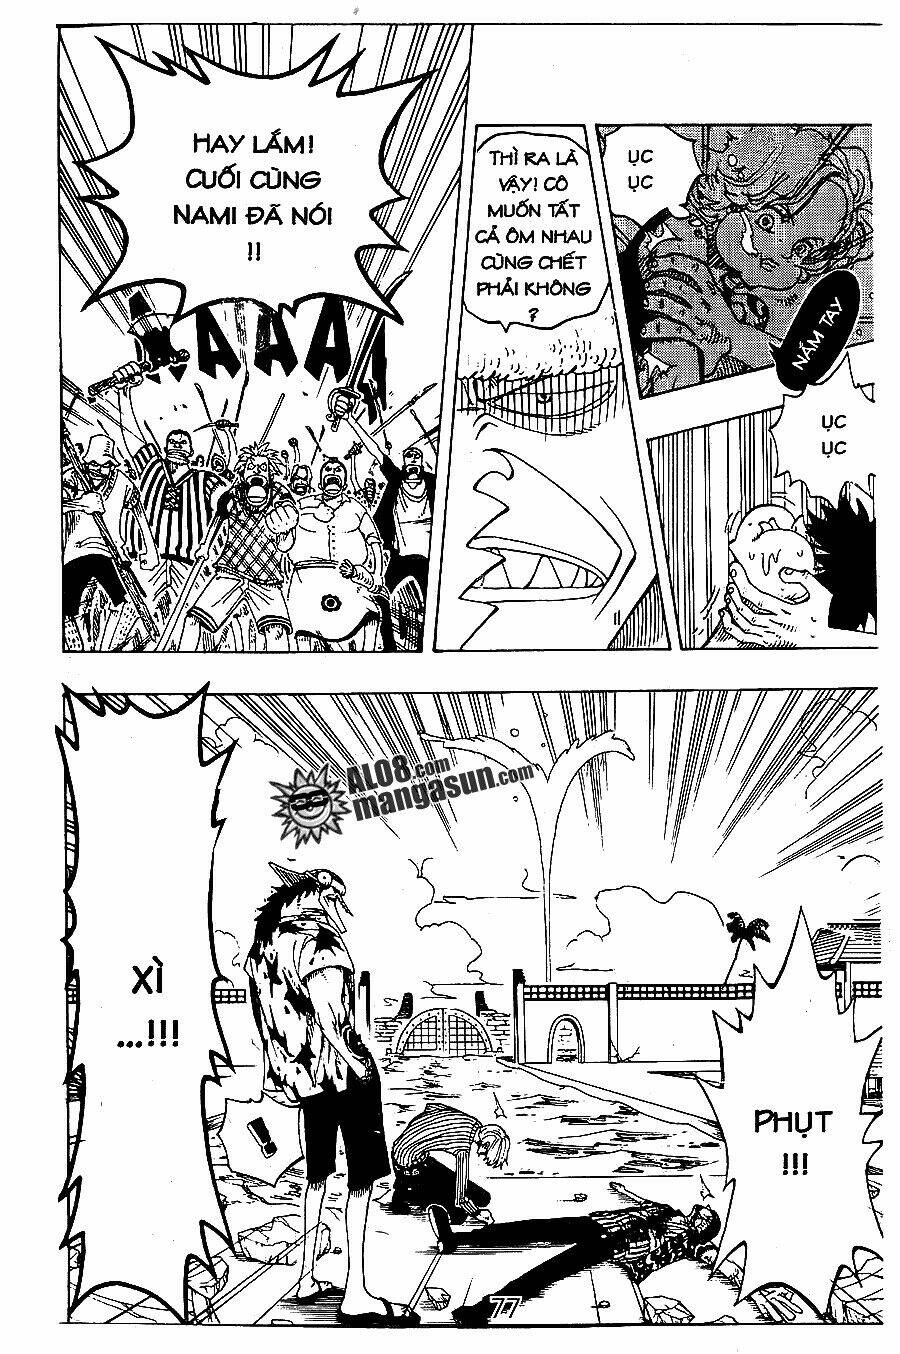 ỤC
ỤC
NẮM TAY
ỤC
ỤC
THÌ RA LÀ
VẬY! CÔ
MUỐN TẤT
CẢ ÔM NHAU
CÙNG CHẾT
PHẢI KHÔNG
?
HAY LẮM!
CUỐI CÙNG
NAMI ĐÃ NÓI
!!
AAAA
AL08.com
mangasun.com
PHỤT
!!!
!
XÌ
...!!!
77